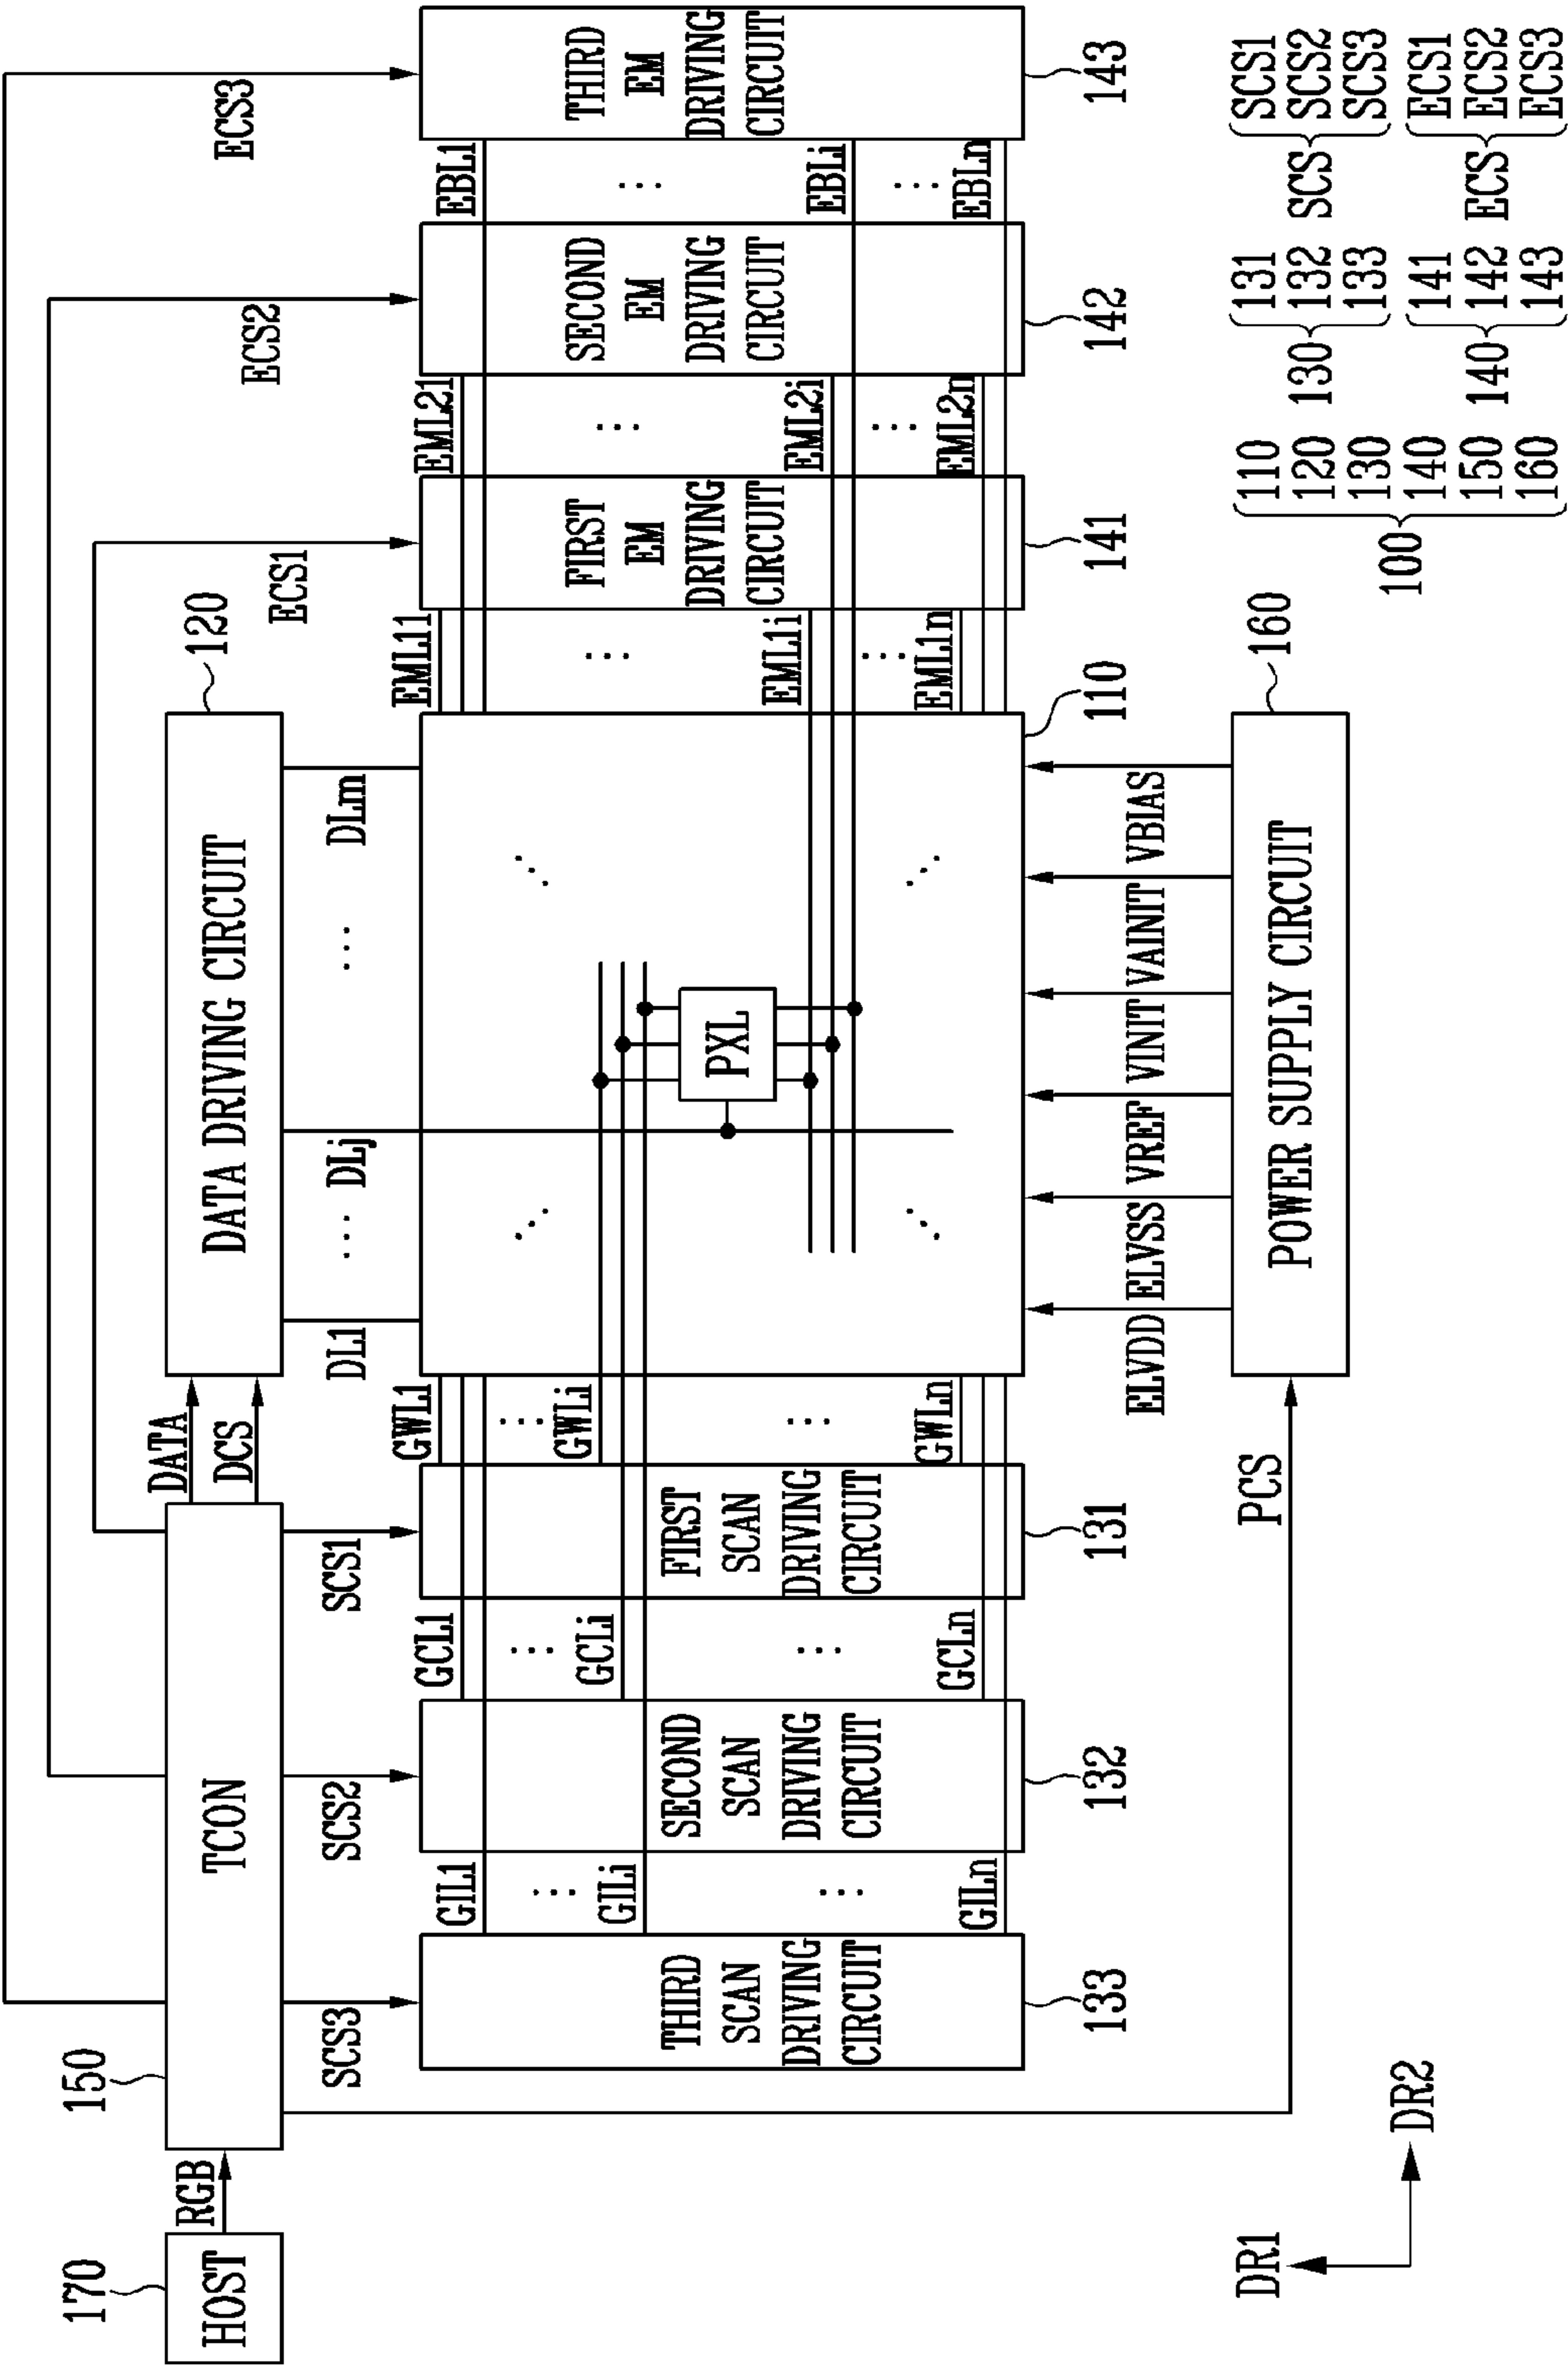 170
HOST
RGB
150
TCON
DATA
DCS
120
DATA DRIVING CIRCUIT
ECS1
ECS2
ECS3
SCS3
SCS2
SCS1
DL1
...
DLj
...
DLm
THIRD
SCAN
DRIVING
CIRCUIT
133
GIL1
...
GILi
...
GILn
SECOND
SCAN
DRIVING
CIRCUIT
132
GCL1
...
GCLi
...
GCLn
FIRST
SCAN
DRIVING
CIRCUIT
131
GWL1
...
GWLi
...
GWLn
PXL
110
EML11
...
EML1i
...
EML1n
FIRST
EM
DRIVING
CIRCUIT
141
EML21
...
EML2i
...
EML2n
SECOND
EM
DRIVING
CIRCUIT
142
EBL1
...
EBLi
...
EBLn
THIRD
EM
DRIVING
CIRCUIT
143
ELVDD
ELVSS
VREF
VINIT
VAINIT
VBIAS
PCS
POWER SUPPLY CIRCUIT
160
DR1
DR2
100
110
120
130
140
150
160
130
131
132
133
SCS
SCS1
SCS2
SCS3
140
141
142
143
ECS
ECS1
ECS2
ECS3